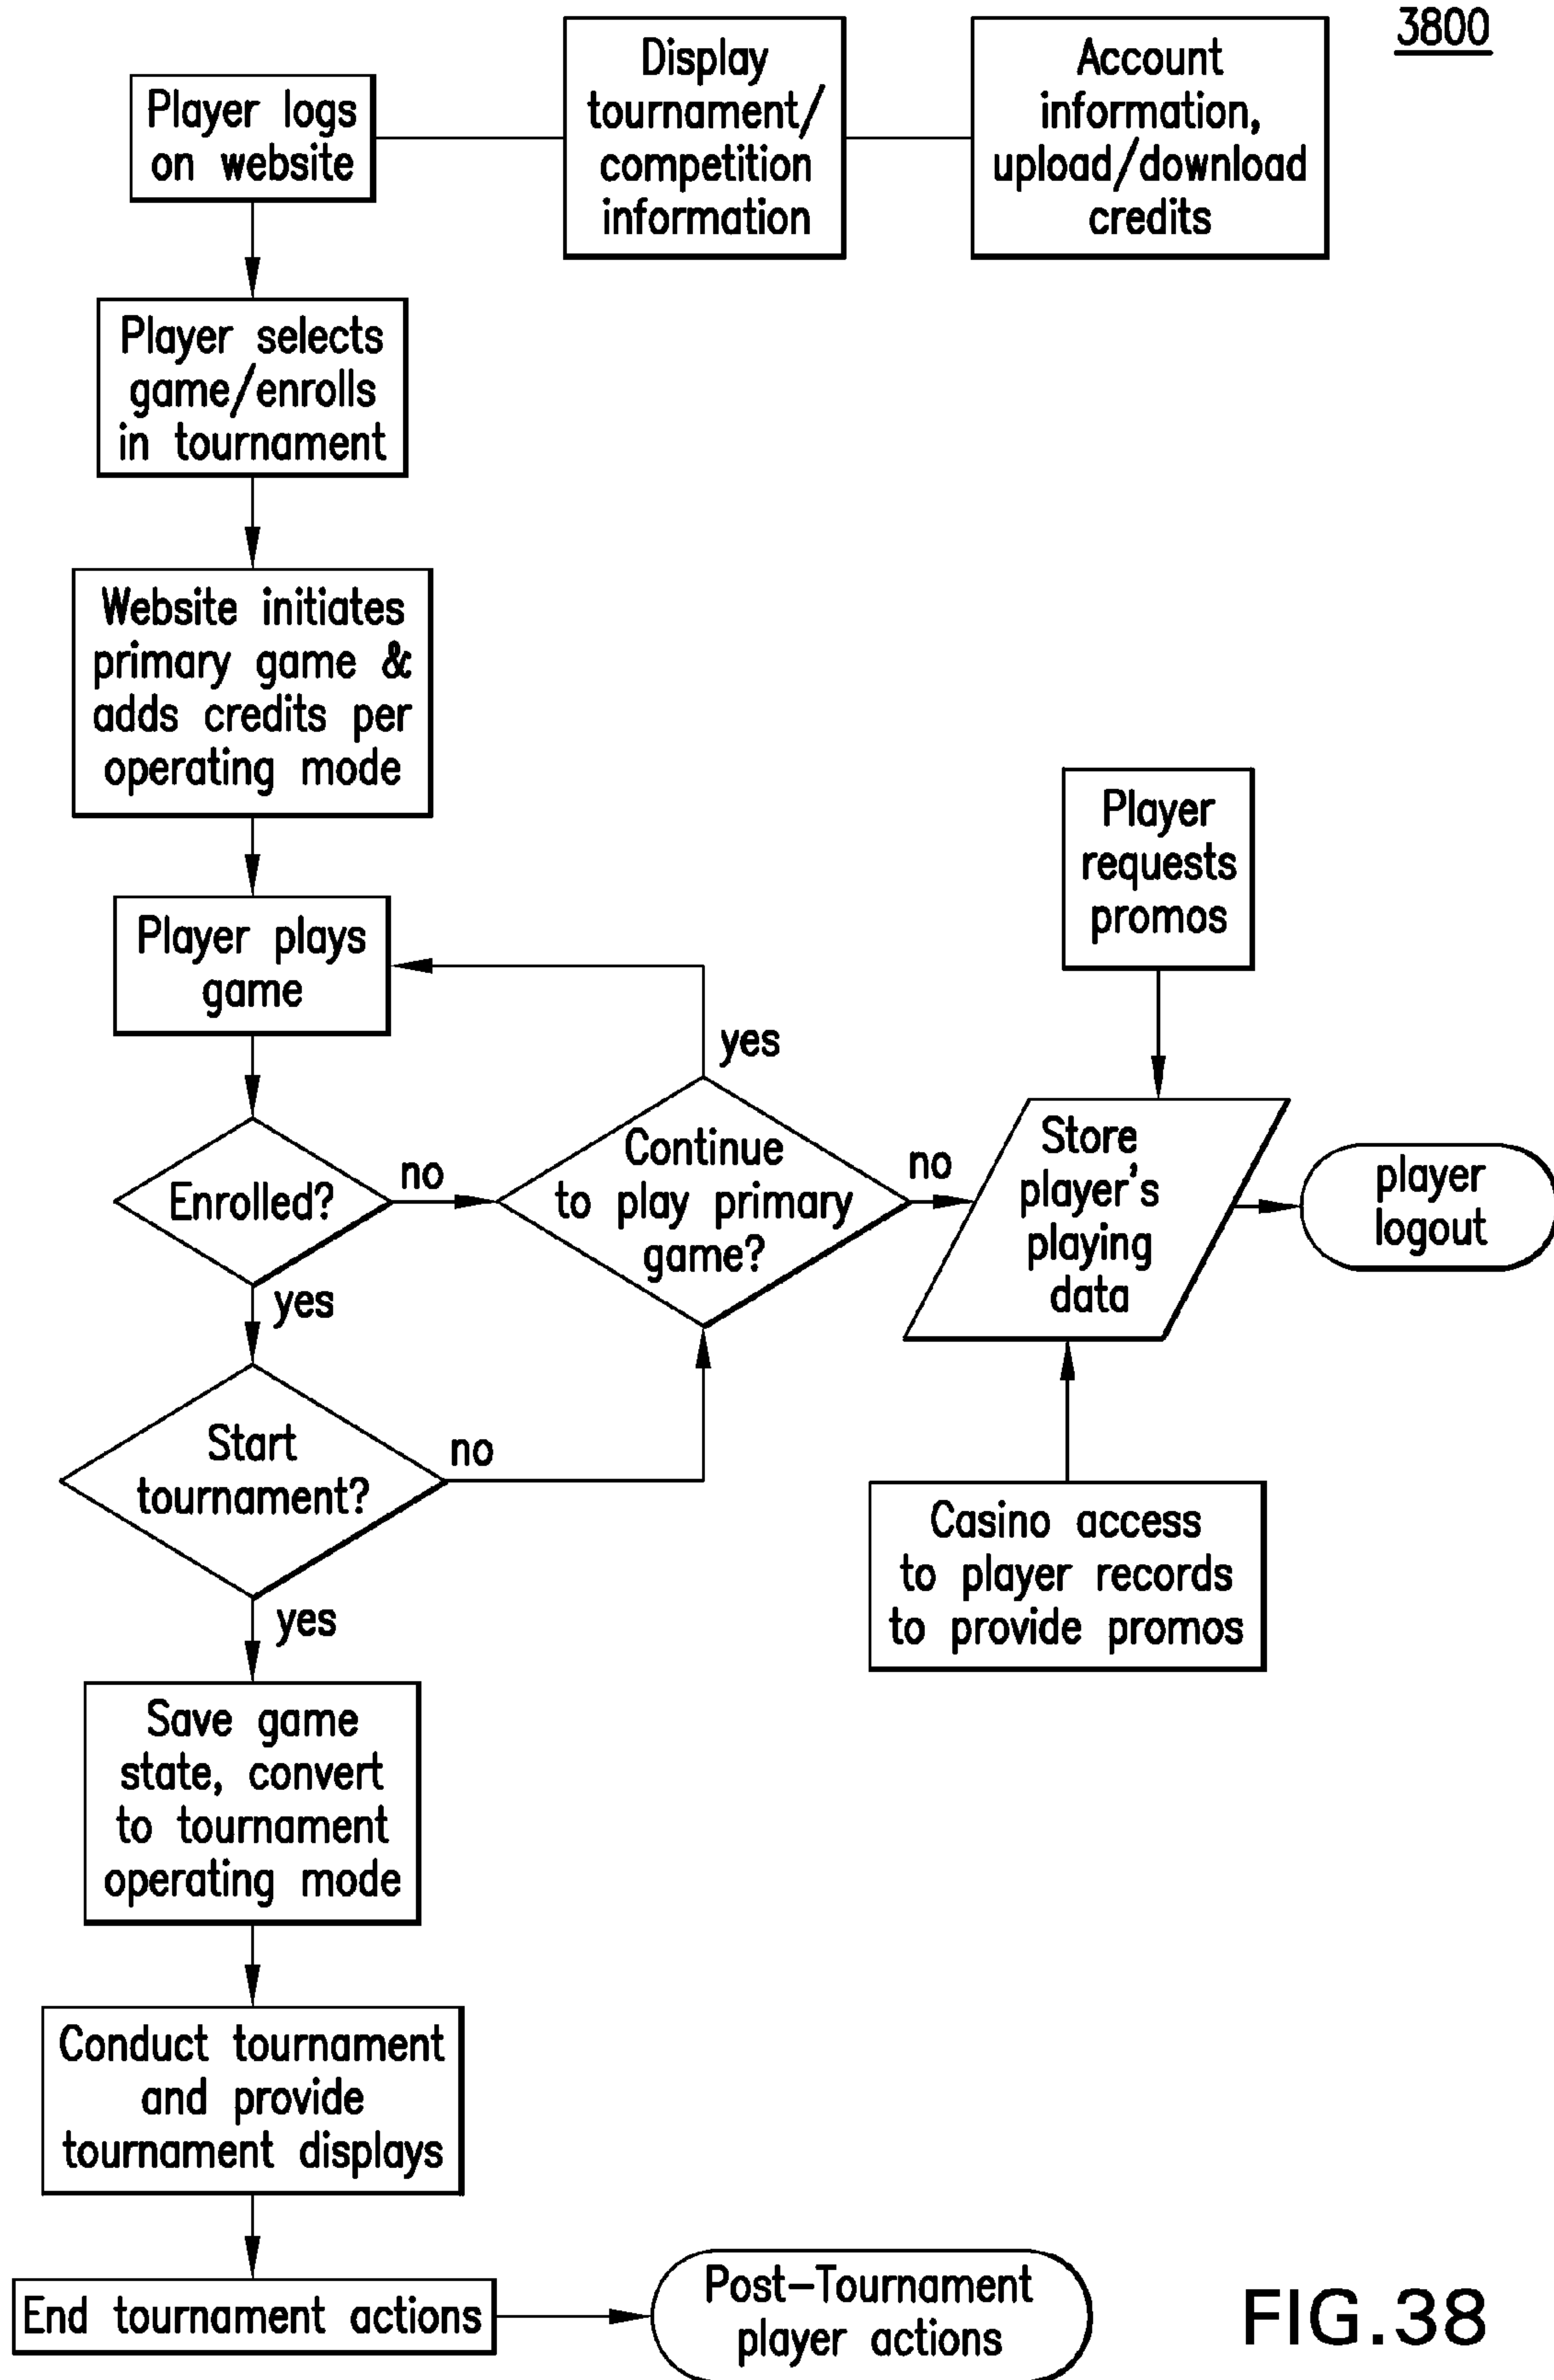 3800
Player logs
on website
Display
tournament/
competition
information
Account
information,
upload/download
credits
Player selects
game/enrolls
in tournament
Website initiates
primary game &
adds credits per
operating mode
Player plays
game
Player
requests
promos
yes
Enrolled?
no
Continue
to play primary
game?
no
Store
player's
playing
data
player
logout
yes
Start
tournament?
no
Casino access
to player records
to provide promos
yes
Save game
state, convert
to tournament
operating mode
Conduct tournament
and provide
tournament displays
End tournament actions
Post-Tournament
player actions
FIG.38